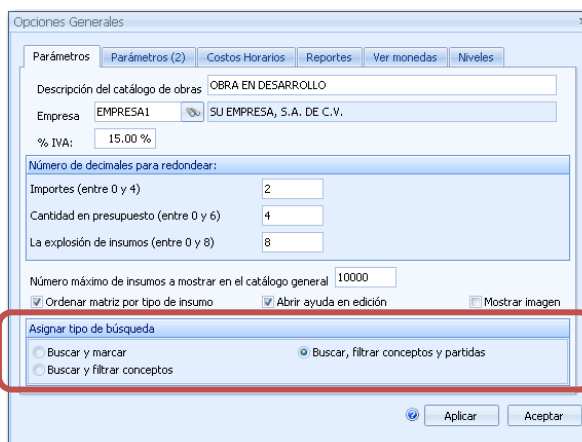 Opciones Generales
Parámetros Parámetros (2) Costos Horarios Reportes Ver monedas Niveles
Descripción del catálogo de obras OBRA EN DESARROLLO
Empresa EMPRESA1 SU EMPRESA, S.A. DE C.V.
% IVA: 15.00 %
Número de decimales para redondear:
Importes (entre 0 y 4) 2
Cantidad en presupuesto (entre 0 y 6) 4
La explosión de insumos (entre 0 y 8) 8
Número máximo de insumos a mostrar en el catálogo general 10000
Ordenar matriz por tipo de insumo Abrir ayuda en edición Mostrar imagen
Asignar tipo de búsqueda
Buscar y marcar Buscar, filtrar conceptos y partidas
Buscar y filtrar conceptos
Aplicar Aceptar